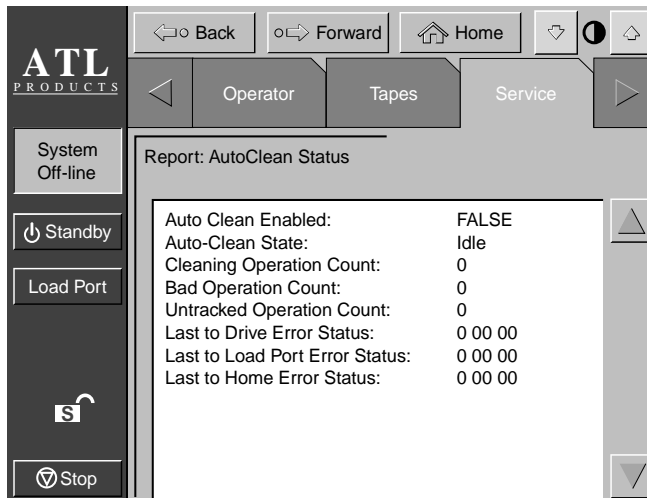 Back Forward Home
ATL
PRODUCTS
Operator Tapes Service
System
Off-line
Report: AutoClean Status
Standby
Load Port
Auto Clean Enabled: FALSE
Auto-Clean State: Idle
Cleaning Operation Count: 0
Bad Operation Count: 0
Untracked Operation Count: 0
Last to Drive Error Status: 0 00 00
Last to Load Port Error Status: 0 00 00
Last to Home Error Status: 0 00 00
S
Stop